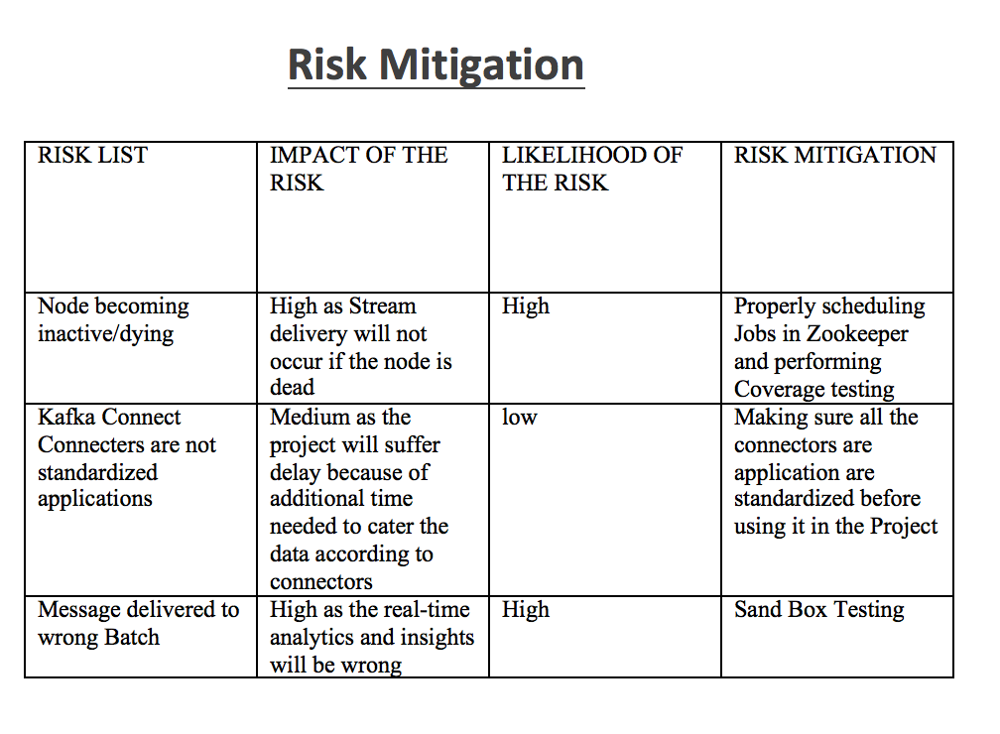 Risk Mitigation
RISK LIST
IMPACT OF THE
RISK
LIKELIHOOD OF
THE RISK
RISK MITIGATION
Node becoming
inactive/dying
High as Stream
delivery will not
occur if the node is
dead
High
Properly scheduling
Jobs in Zookeeper
and performing
Coverage testing
Kafka Connect
Connecters are not
standardized
applications
Medium as the
project will suffer
delay because of
additional time
needed to cater the
data according to
connectors
low
Making sure all the
connectors are
application are
standardized before
using it in the Project
Message delivered to
wrong Batch
High as the real-time
analytics and insights
will be wrong
High
Sand Box Testing